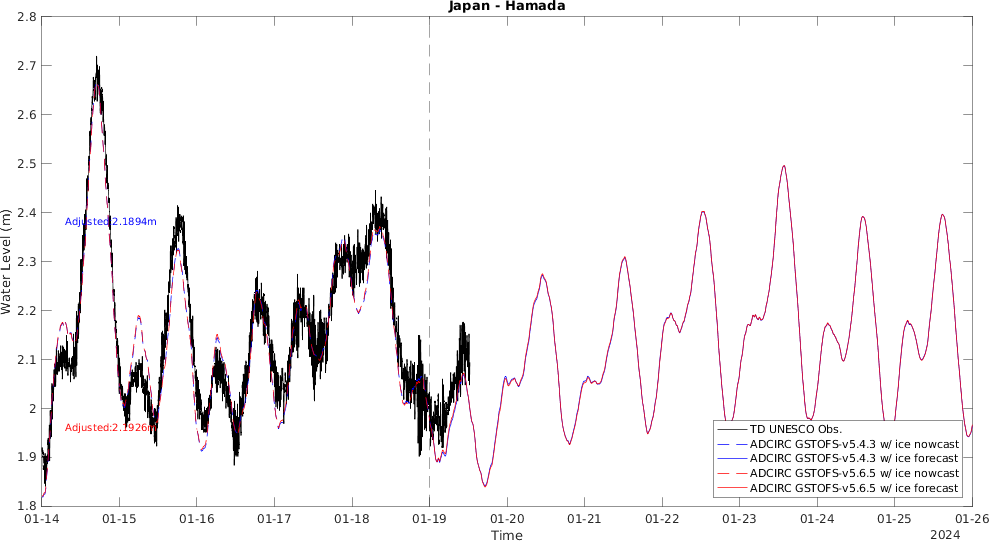 Japan - Hamada
2.8
2.7
2.6
2.5
2.4
2.3
2.2
2.1
2
1.9
1.8
Water Level (m)
Adjusted:2.1894m
Adjusted:2.1926m
TD UNESCO Obs.
ADCIRC GSTOFS-v5.4.3 w/ ice nowcast
ADCIRC GSTOFS-v5.4.3 w/ ice forecast
ADCIRC GSTOFS-v5.6.5 w/ ice nowcast
ADCIRC GSTOFS-v5.6.5 w/ ice forecast
01-14 01-15 01-16 01-17 01-18 01-19 01-20 01-21 01-22 01-23 01-24 01-25 01-26
Time
2024